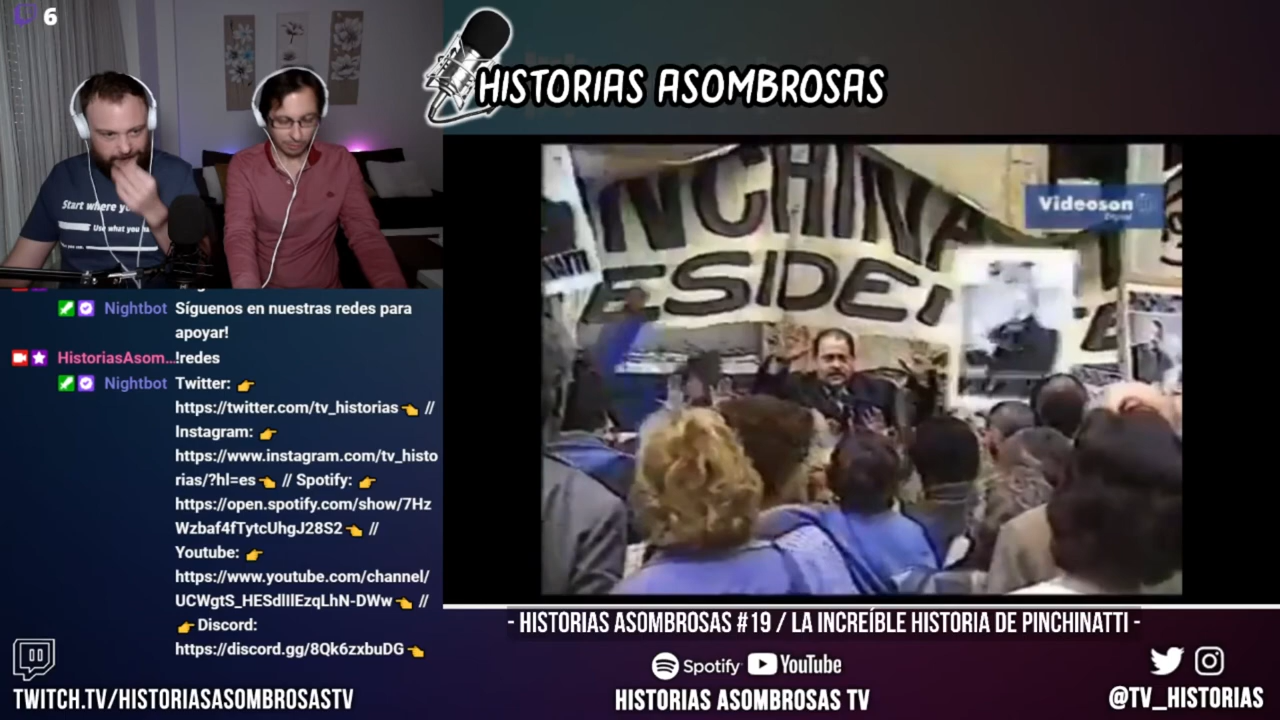 6
HISTORIAS ASOMBROSAS
Start where
Use what you
Nightbot Síguenos en nuestras redes para
apoyar!
HistoriasAsom...!redes
Nightbot Twitter: 👉
https://twitter.com/tv_historias 👈 //
Instagram: 👉
https://www.instagram.com/tv_histo
rias/?hl=es 👈 // Spotify: 👉
https://open.spotify.com/show/7Hz
Wzbaf4fTytcUhgJ28S2 👈 //
Youtube: 👉
https://www.youtube.com/channel/
UCWgtS_HESdlIlEzqLhN-DWw 👈 //
👉 Discord:
https://discord.gg/8Qk6zxbuDG 👈
TWITCH.TV/HISTORIASASOMBROSASTV
Videoson
Digital
NCHINA
ESIDE
- HISTORIAS ASOMBROSAS #19 / LA INCREÍBLE HISTORIA DE PINCHINATTI -
Spotify YouTube
HISTORIAS ASOMBROSAS TV
@TV_HISTORIAS